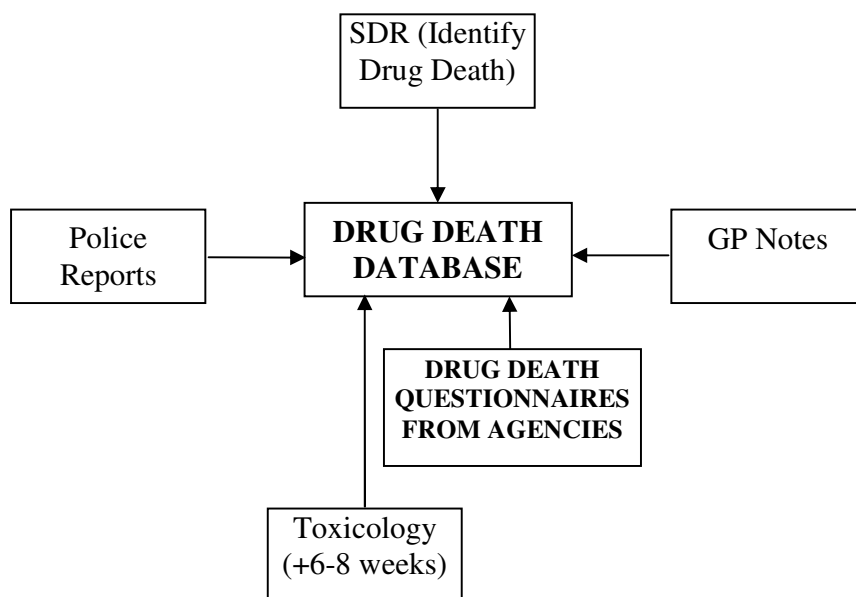 SDR (Identify
Drug Death)
Police
Reports
DRUG DEATH
DATABASE
GP Notes
DRUG DEATH
QUESTIONNAIRES
FROM AGENCIES
Toxicology
(+6-8 weeks)